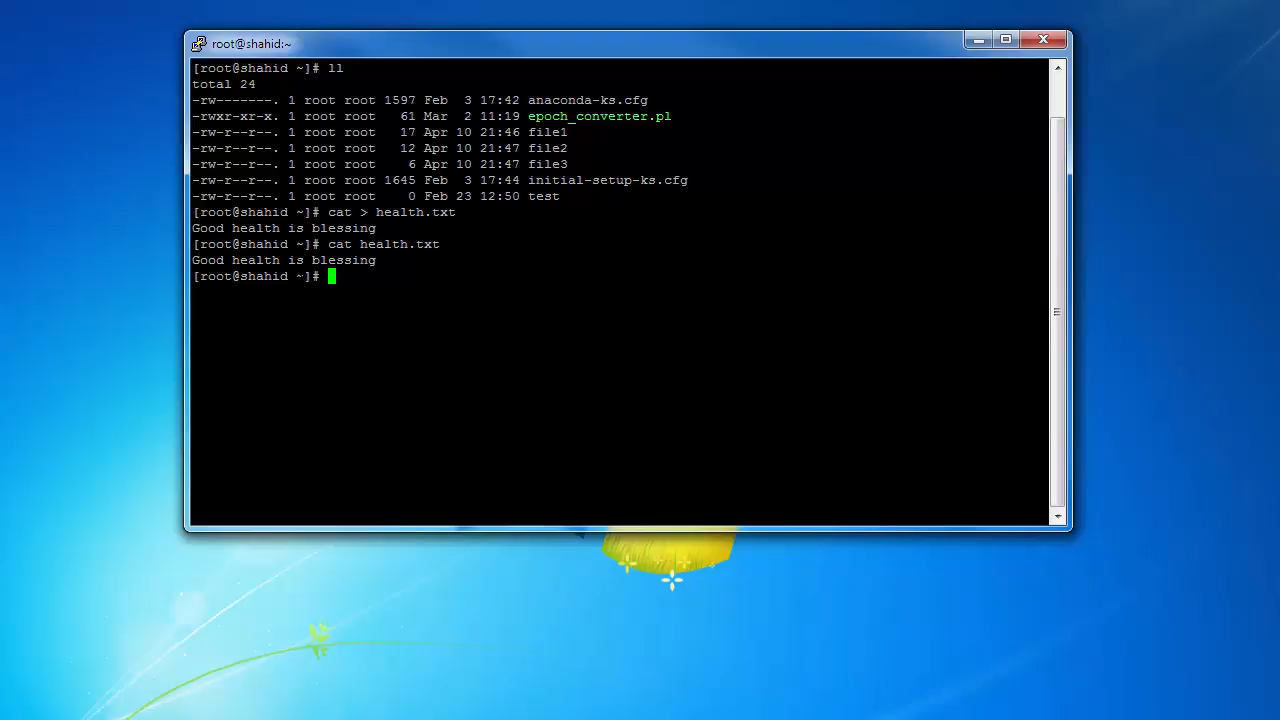 root@shahid:~
[root@shahid ~]# ll
total 24
-rw-------. 1 root root 1597 Feb  3 17:42 anaconda-ks.cfg
-rwxr-xr-x. 1 root root   61 Mar  2 11:19 epoch_converter.pl
-rw-r--r--. 1 root root   17 Apr 10 21:46 file1
-rw-r--r--. 1 root root   12 Apr 10 21:47 file2
-rw-r--r--. 1 root root    6 Apr 10 21:47 file3
-rw-r--r--. 1 root root 1645 Feb  3 17:44 initial-setup-ks.cfg
-rw-r--r--. 1 root root    0 Feb 23 12:50 test
[root@shahid ~]# cat > health.txt
Good health is blessing
[root@shahid ~]# cat health.txt
Good health is blessing
[root@shahid ~]#